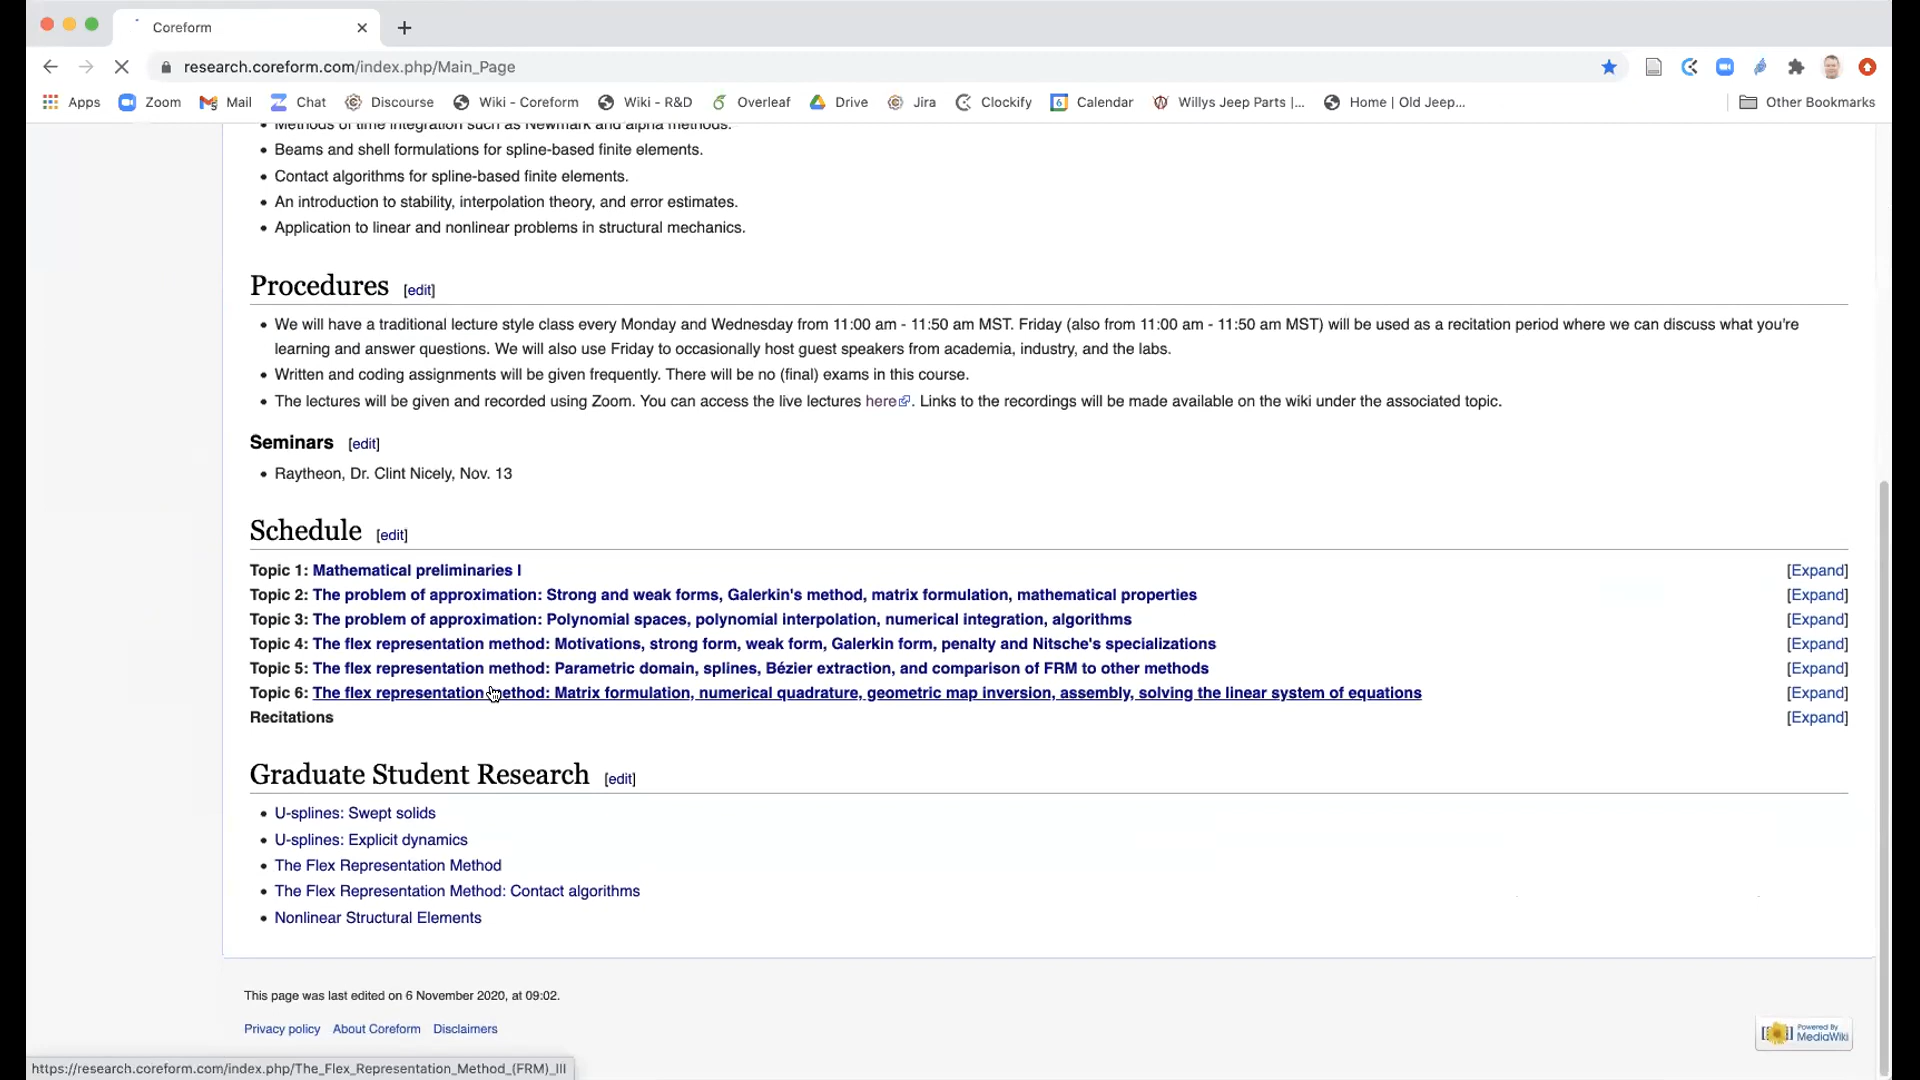 Coreform
research.coreform.com/index.php/Main_Page
Apps Zoom Mail Chat Discourse Wiki - Coreform Wiki - R&D Overleaf Drive Jira Clockify Calendar Willys Jeep Parts |... Home | Old Jeep... Other Bookmarks
Methods of time integration such as Newmark and alpha methods.
Beams and shell formulations for spline-based finite elements.
Contact algorithms for spline-based finite elements.
An introduction to stability, interpolation theory, and error estimates.
Application to linear and nonlinear problems in structural mechanics.
Procedures [edit]
We will have a traditional lecture style class every Monday and Wednesday from 11:00 am - 11:50 am MST. Friday (also from 11:00 am - 11:50 am MST) will be used as a recitation period where we can discuss what you're
learning and answer questions. We will also use Friday to occasionally host guest speakers from academia, industry, and the labs.
Written and coding assignments will be given frequently. There will be no (final) exams in this course.
The lectures will be given and recorded using Zoom. You can access the live lectures here. Links to the recordings will be made available on the wiki under the associated topic.
Seminars [edit]
Raytheon, Dr. Clint Nicely, Nov. 13
Schedule [edit]
Topic 1: Mathematical preliminaries I [Expand]
Topic 2: The problem of approximation: Strong and weak forms, Galerkin's method, matrix formulation, mathematical properties [Expand]
Topic 3: The problem of approximation: Polynomial spaces, polynomial interpolation, numerical integration, algorithms [Expand]
Topic 4: The flex representation method: Motivations, strong form, weak form, Galerkin form, penalty and Nitsche's specializations [Expand]
Topic 5: The flex representation method: Parametric domain, splines, Bézier extraction, and comparison of FRM to other methods [Expand]
Topic 6: The flex representation method: Matrix formulation, numerical quadrature, geometric map inversion, assembly, solving the linear system of equations [Expand]
Recitations [Expand]
Graduate Student Research [edit]
U-splines: Swept solids
U-splines: Explicit dynamics
The Flex Representation Method
The Flex Representation Method: Contact algorithms
Nonlinear Structural Elements
This page was last edited on 6 November 2020, at 09:02.
Privacy policy About Coreform Disclaimers
Powered By
MediaWiki
https://research.coreform.com/index.php/The_Flex_Representation_Method_(FRM)_III